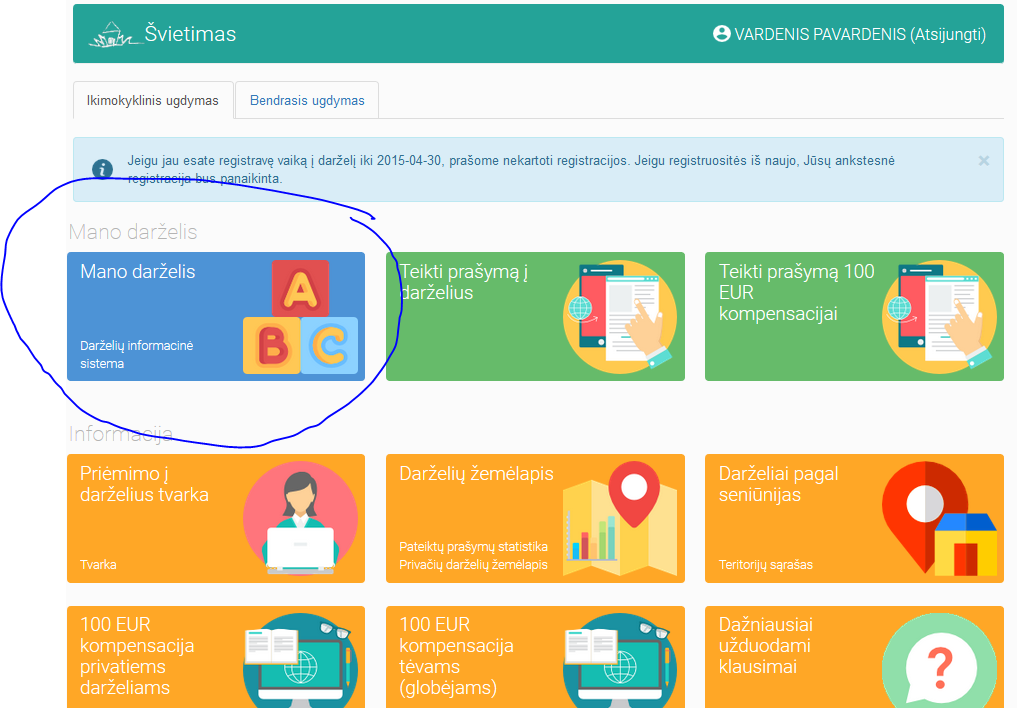 Švietimas
VARDENIS PAVARDENIS (Atsijungti)
Ikimokyklinis ugdymas
Bendrasis ugdymas
Jeigu jau esate registravę vaiką į darželį iki 2015-04-30, prašome nekartoti registracijos. Jeigu registruositės iš naujo, Jūsų ankstesnė
registracija bus panaikinta.
Mano darželis
Mano darželis
Darželių informacinė
sistema
A
B C
Teikti prašymą į
darželius
Teikti prašymą 100
EUR
kompensacijai
Informacija
Priėmimo į
darželius tvarka
Tvarka
Darželių žemėlapis
Pateiktų prašymų statistika
Privačių darželių žemėlapis
Darželiai pagal
seniūnijas
Teritorijų sąrašas
100 EUR
kompensacija
privatiems
darželiams
100 EUR
kompensacija
tėvams
(globėjams)
Dažniausiai
užduodami
klausimai
?